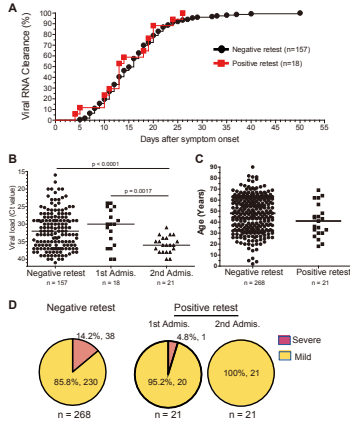 A
Viral RNA Clearance (%)
100
90
80
70
60
50
40
30
20
10
0
Negative retest (n=157)
Positive retest (n=18)
0 5 10 15 20 25 30 35 40 45 50 55
Days after symptom onset
B
p < 0.0001
p = 0.0017
Viral load (Ct value)
15
20
25
30
35
40
Negative retest 1st Admis. 2nd Admis.
n = 157 n = 18 n = 21
C
Age (Years)
100
80
60
40
20
0
Negative retest Positive retest
n = 268 n = 21
D
Negative retest
Positive retest
1st Admis. 2nd Admis.
14.2%, 38
85.8%, 230
4.8%, 1
95.2%, 20
100%, 21
Severe
Mild
n = 268 n = 21 n = 21